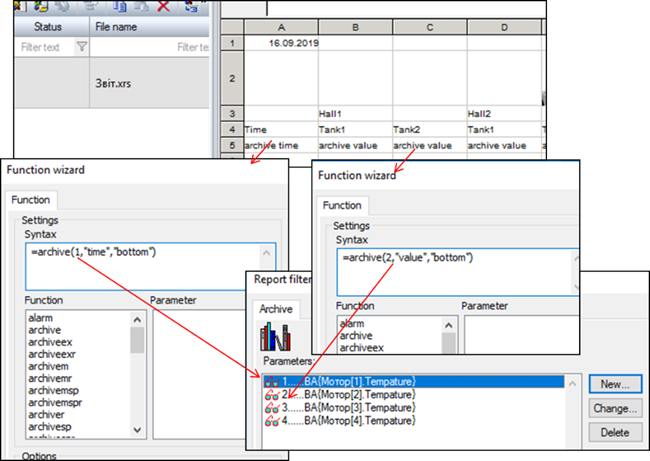 Status File name
Filter text Filter text
Звіт.xrs
A B C D
1 16.09.2019
2
3 Hall1 Hall2
4 Time Tank1 Tank2 Tank1
5 archive time archive value archive value archive value
Function wizard
Function
Settings
Syntax
=archive(1,"time","bottom")
Function Parameter
alarm
archive
archiveex
archiveexr
archivem
archivemr
archivemsp
archivemspr
archiver
archivesp
Options
Function wizard
Function
Settings
Syntax
=archive(2,"value","bottom")
Function Parameter
alarm
archive
archiveex
Report filter
Archive
Parameters:
1......BA{Мотор[1].Tempature}
2......BA{Мотор[2].Tempature}
3......BA{Мотор[3].Tempature}
4......BA{Мотор[4].Tempature}
New...
Change...
Delete